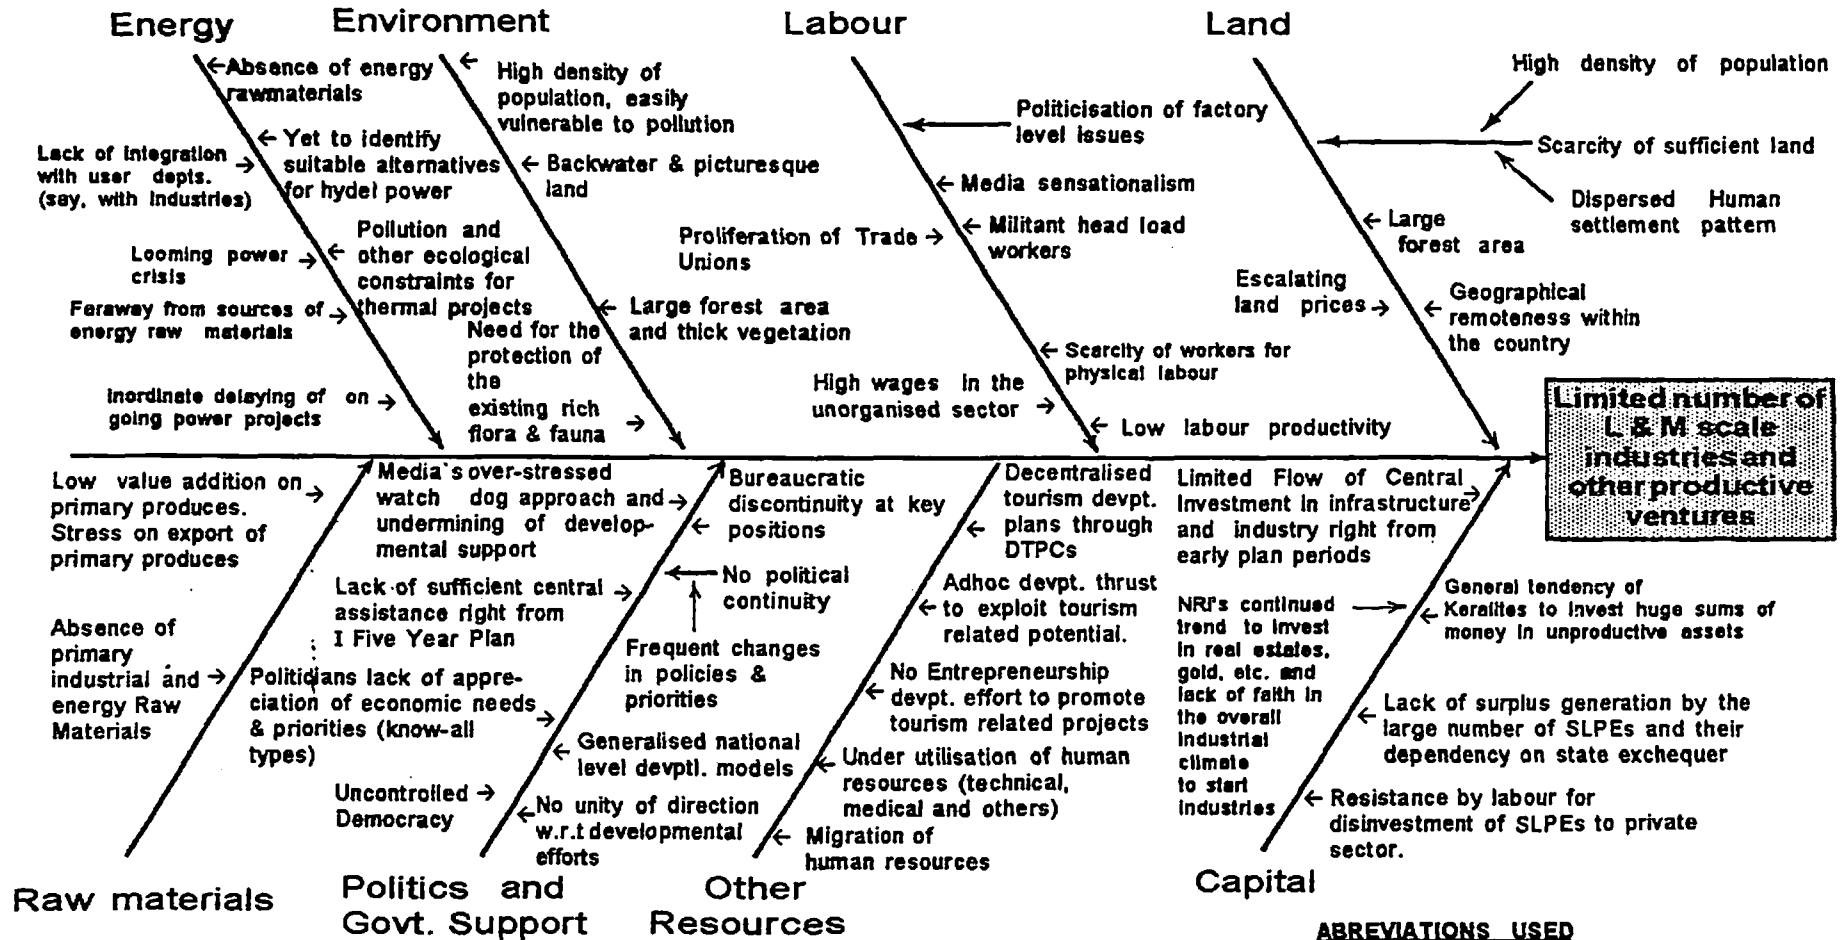 Energy
Environment
Labour
Land
Absence of energy
rawmaterials
Yet to identify
suitable alternatives
for hydel power
Lack of integration
with user depts.
(say, with industries)
Pollution and
other ecological
constraints for
thermal projects
Looming power
crisis
Feraway from sources of
energy raw materials
Inordinate delaying of on
going power projects
High density of
population, easily
vulnerable to pollution
Backwater & picturesque
land
Large forest area
and thick vegetation
Need for the
protection of
the
existing rich
flora & fauna
Politicisation of factory
level issues
Media sensationalism
Militant head load
workers
Proliferation of Trade
Unions
Scarcity of workers for
physical labour
High wages in the
unorganised sector
Low labour productivity
High density of population
Scarcity of sufficient land
Dispersed Human
settlement pattern
Large
forest area
Escalating
land prices
Geographical
remoteness within
the country
Limited number of
L & M scale
industries and
other productive
ventures
Low value addition on
primary produces.
Stress on export of
primary produces
Absence of
primary
industrial and
energy Raw
Materials
Media's over-stressed
watch dog approach and
undermining of develop-
mental support
Lack of sufficient central
assistance right from
I Five Year Plan
Politicians lack of appre-
ciation of economic needs
& priorities (know-all
types)
Uncontrolled
Democracy
Bureaucratic
discontinuity at key
positions
No political
continuity
Frequent changes
in policies &
priorities
Generalised national
level devptl. models
No unity of direction
w.r.t developmental
efforts
Decentralised
tourism devpt.
plans through
DTPCs
Adhoc devpt. thrust
to exploit tourism
related potential.
No Entrepreneurship
devpt. effort to promote
tourism related projects
Under utilisation of human
resources (technical,
medical and others)
Migration of
human resources
Limited Flow of Central
Investment in infrastructure
and industry right from
early plan periods
NRI's continued
trend to invest
in real estates,
gold, etc. and
lack of faith in
the overall
industrial
climate
to start
industries
General tendency of
Keralites to invest huge sums of
money in unproductive assets
Lack of surplus generation by the
large number of SLPEs and their
dependency on state exchequer
Resistance by labour for
disinvestment of SLPEs to private
sector.
Raw materials
Politics and
Govt. Support
Other
Resources
Capital
ABREVIATIONS USED